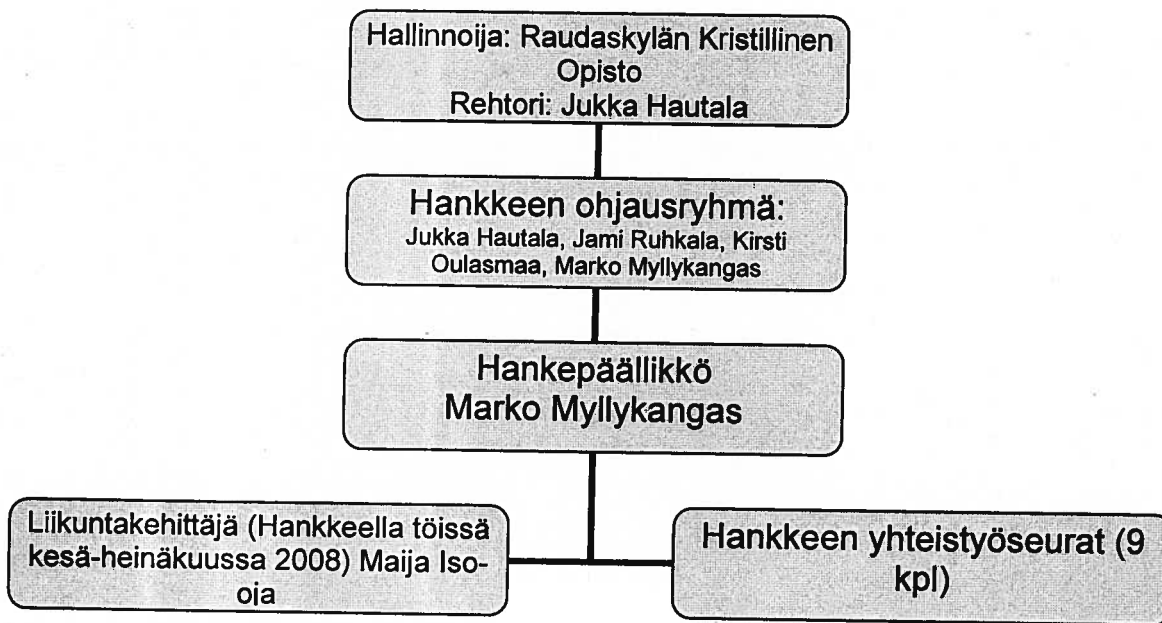 Hallinnoija: Raudaskylän Kristillinen
Opisto
Rehtori: Jukka Hautala
Hankkeen ohjausryhmä:
Jukka Hautala, Jami Ruhkala, Kirsti
Oulasmaa, Marko Myllykangas
Hankepäällikkö
Marko Myllykangas
Liikuntakehittäjä (Hankkeella töissä
kesä-heinäkuussa 2008) Maija Iso-
oja
Hankkeen yhteistyöseurat (9
kpl)